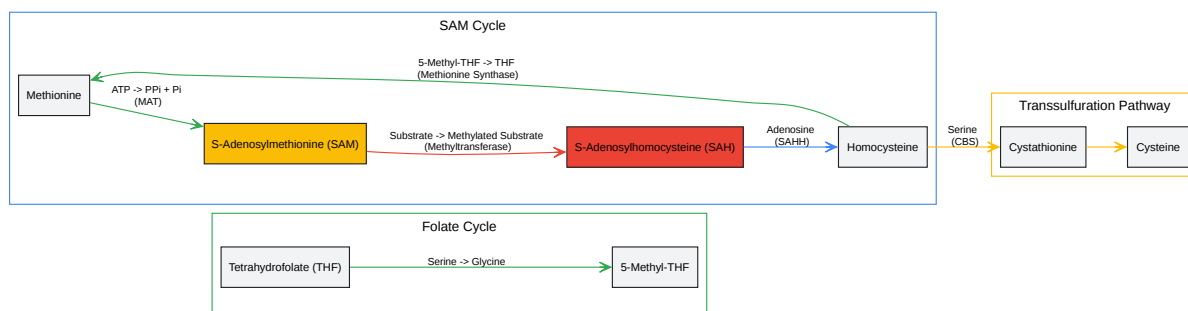 SAM Cycle
5-Methyl-THF -> THF
(Methionine Synthase)
Methionine
ATP -> PPi + Pi
(MAT)
S-Adenosylmethionine (SAM)
Substrate -> Methylated Substrate
(Methyltransferase)
S-Adenosylhomocysteine (SAH)
Adenosine
(SAHH)
Homocysteine
Serine
(CBS)
Transsulfuration Pathway
Cystathionine
Cysteine
Folate Cycle
Tetrahydrofolate (THF)
Serine -> Glycine
5-Methyl-THF